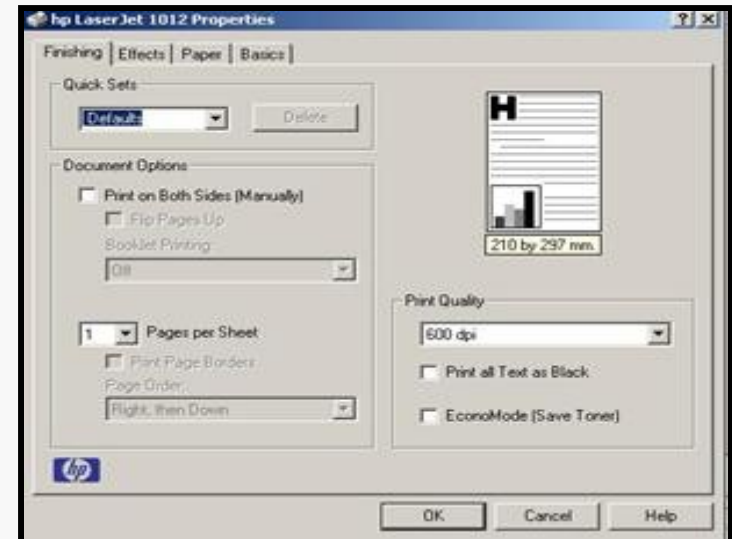 hp LaserJet 1012 Properties
Finishing Effects Paper Basics
Quick Sets
Defaults Delete
Document Options
Print on Both Sides (Manually)
Flip Pages Up
Booklet Printing:
Off
1 Pages per Sheet
Print Page Borders
Page Order:
Right, then Down
H
210 by 297 mm.
Print Quality
600 dpi
Print all Text as Black
EconoMode (Save Toner)
hp
OK Cancel Help